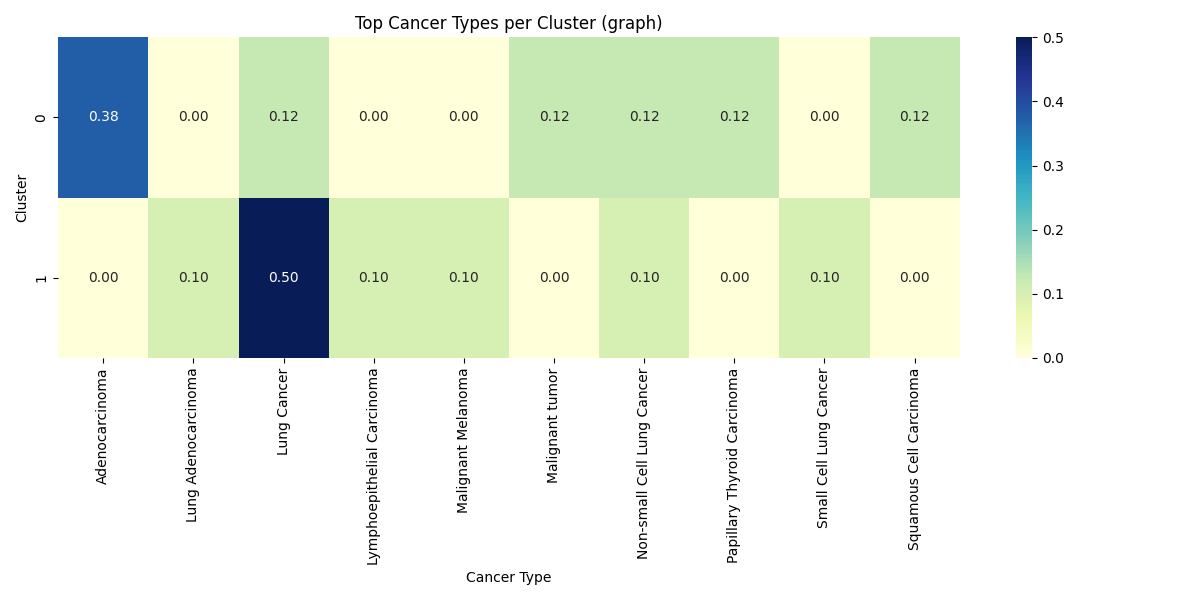 Top Cancer Types per Cluster (graph)
Cluster
0
0.38 0.00 0.12 0.00 0.00 0.12 0.12 0.12 0.00 0.12
1
0.00 0.10 0.50 0.10 0.10 0.00 0.10 0.00 0.10 0.00
Adenocarcinoma
Lung Adenocarcinoma
Lung Cancer
Lymphoepithelial Carcinoma
Malignant Melanoma
Malignant tumor
Non-small Cell Lung Cancer
Papillary Thyroid Carcinoma
Small Cell Lung Cancer
Squamous Cell Carcinoma
Cancer Type
0.5
0.4
0.3
0.2
0.1
0.0